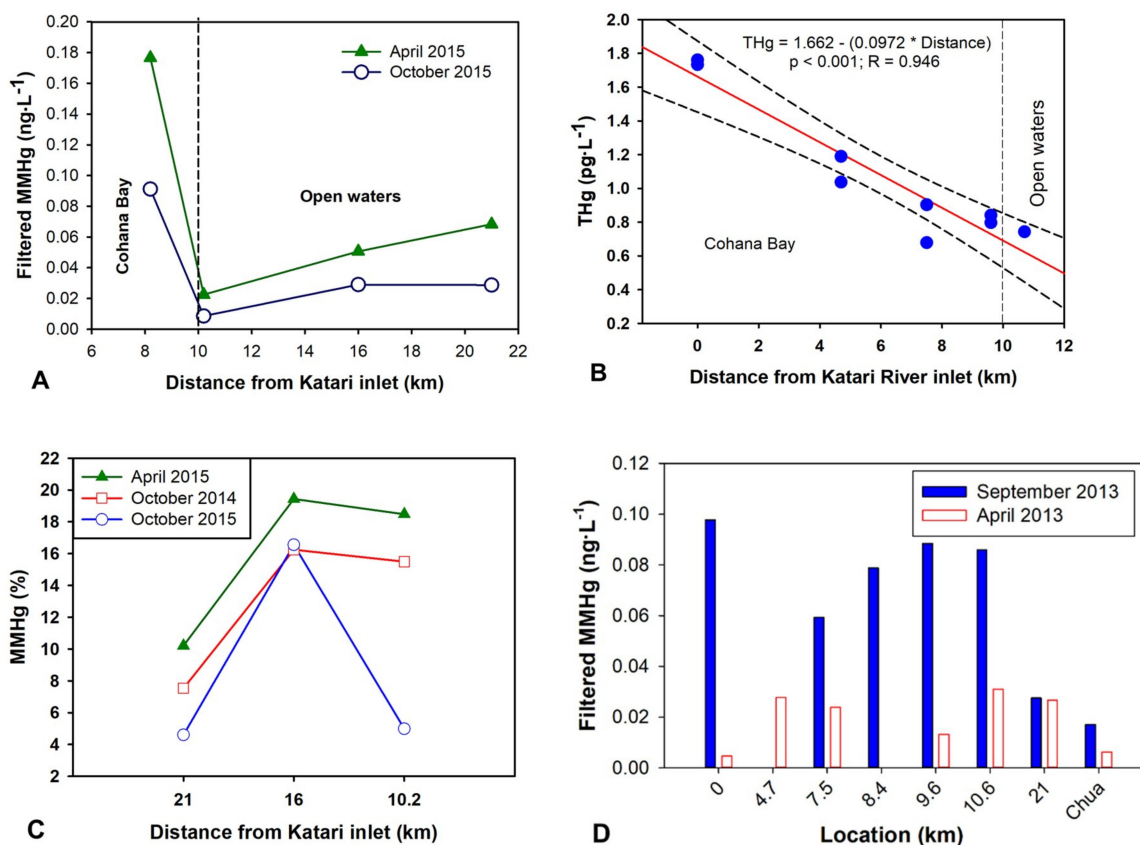 0.20
0.18
0.16
0.14
0.12
0.10
0.08
0.06
0.04
0.02
0.00
Filtered MMHg (ng·L⁻¹)
April 2015
October 2015
Cohana Bay
Open waters
6 8 10 12 14 16 18 20 22
A
Distance from Katari inlet (km)
2.0
1.8
1.6
1.4
1.2
1.0
0.8
0.6
0.4
0.2
THg (pg·L⁻¹)
THg = 1.662 - (0.0972 * Distance)
p < 0.001; R = 0.946
Cohana Bay
Open waters
0 2 4 6 8 10 12
B
Distance from Katari River inlet (km)
22
20
18
16
14
12
10
8
6
4
2
MMHg (%)
April 2015
October 2014
October 2015
21 16 10.2
C
Distance from Katari inlet (km)
0.12
0.10
0.08
0.06
0.04
0.02
0.00
Filtered MMHg (ng·L⁻¹)
September 2013
April 2013
0 4.7 7.5 8.4 9.6 10.6 21 Chua
D
Location (km)